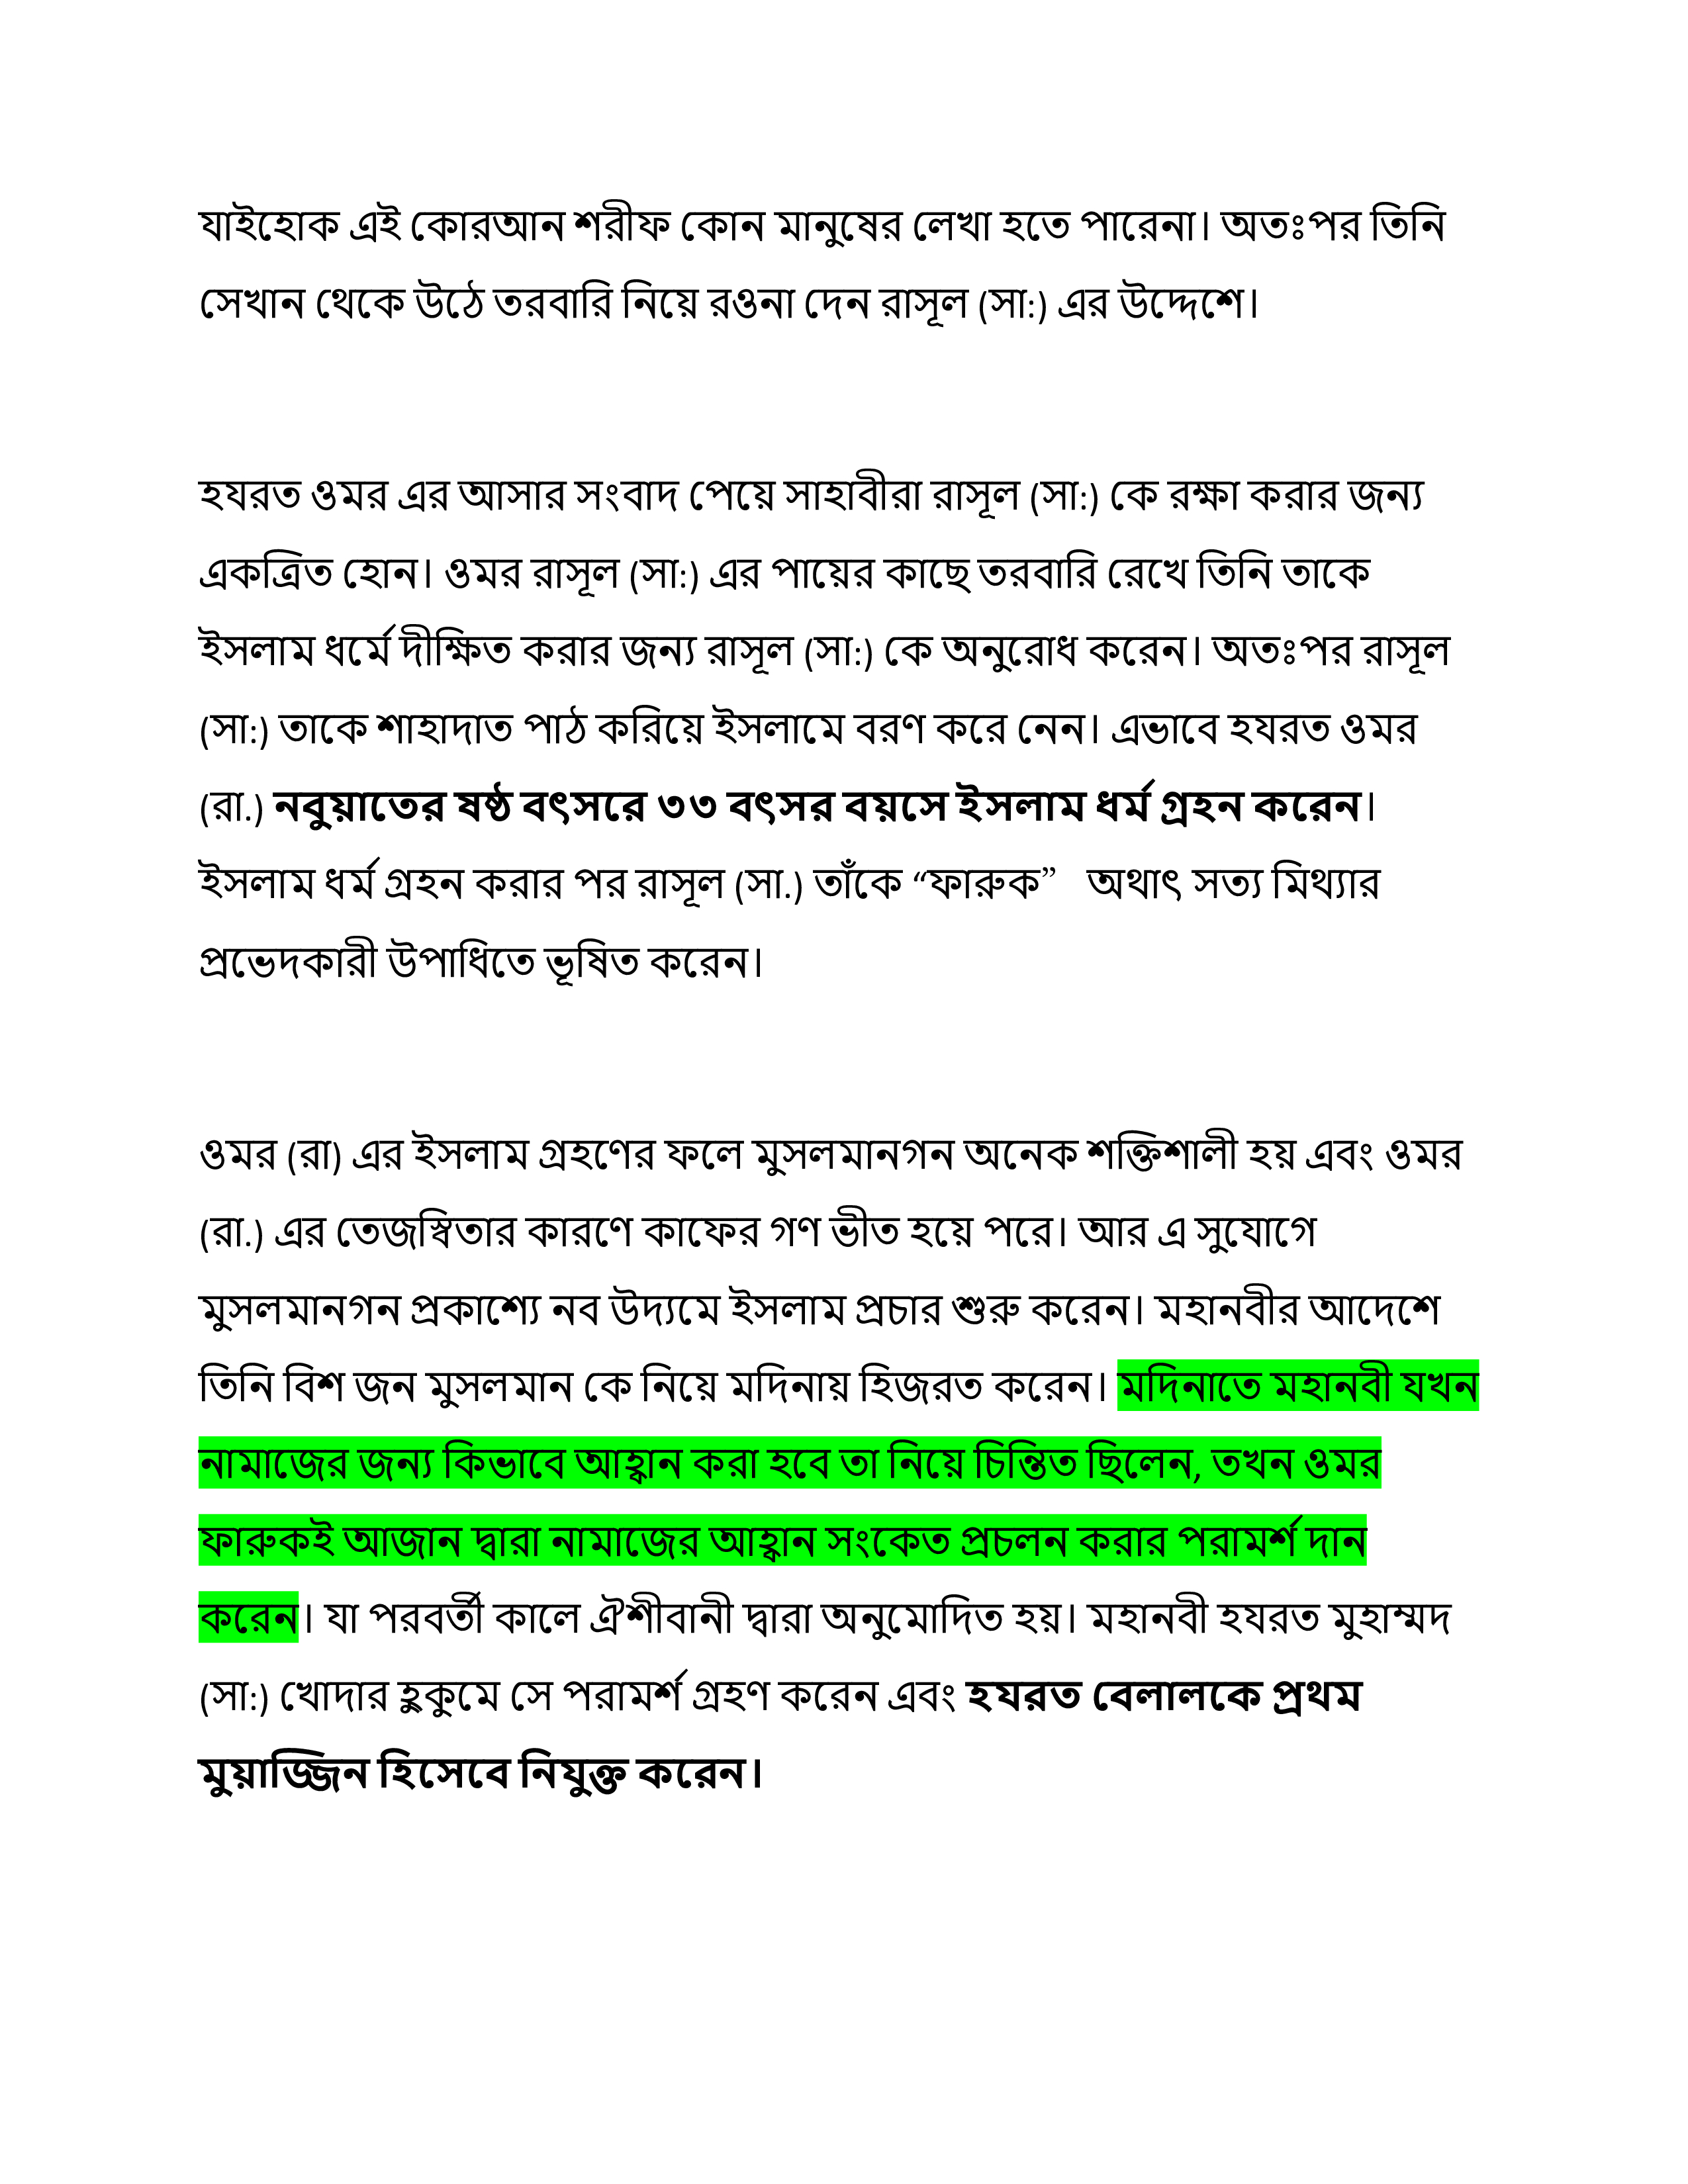 যাইহোক এই কোরআন শরীফ কোন মানুষের লেখা হতে পারেনা। অতঃপর তিনি
সেখান থেকে উঠে তরবারি নিয়ে রওনা দেন রাসূল (সা:) এর উদ্দেশে।
হযরত ওমর এর আসার সংবাদ পেয়ে সাহাবীরা রাসূল (সা:) কে রক্ষা করার জন্য
একত্রিত হোন। ওমর রাসূল (সা:) এর পায়ের কাছে তরবারি রেখে তিনি তাকে
ইসলাম ধর্মে দীক্ষিত করার জন্য রাসূল (সা:) কে অনুরোধ করেন। অতঃপর রাসূল
(সা:) তাকে শাহাদাত পাঠ করিয়ে ইসলামে বরণ করে নেন। এভাবে হযরত ওমর
(রা.) নবুয়াতের ষষ্ঠ বৎসরে ৩৩ বৎসর বয়সে ইসলাম ধর্ম গ্রহন করেন।
ইসলাম ধর্ম গ্রহন করার পর রাসূল (সা.) তাঁকে “ফারুক” অথাৎ সত্য মিথ্যার
প্রভেদকারী উপাধিতে ভূষিত করেন।
ওমর (রা) এর ইসলাম গ্রহণের ফলে মুসলমানগন অনেক শক্তিশালী হয় এবং ওমর
(রা.) এর তেজস্বিতার কারণে কাফের গণ ভীত হয়ে পরে। আর এ সুযোগে
মুসলমানগন প্রকাশ্যে নব উদ্যমে ইসলাম প্রচার শুরু করেন। মহানবীর আদেশে
তিনি বিশ জন মুসলমান কে নিয়ে মদিনায় হিজরত করেন। মদিনাতে মহানবী যখন
নামাজের জন্য কিভাবে আহ্বান করা হবে তা নিয়ে চিন্তিত ছিলেন, তখন ওমর
ফারুকই আজান দ্বারা নামাজের আহ্বান সংকেত প্রচলন করার পরামর্শ দান
করেন। যা পরবর্তী কালে ঐশীবানী দ্বারা অনুমোদিত হয়। মহানবী হযরত মুহাম্মদ
(সা:) খোদার হুকুমে সে পরামর্শ গ্রহণ করেন এবং হযরত বেলালকে প্রথম
মুয়াজ্জিন হিসেবে নিযুক্ত করেন।